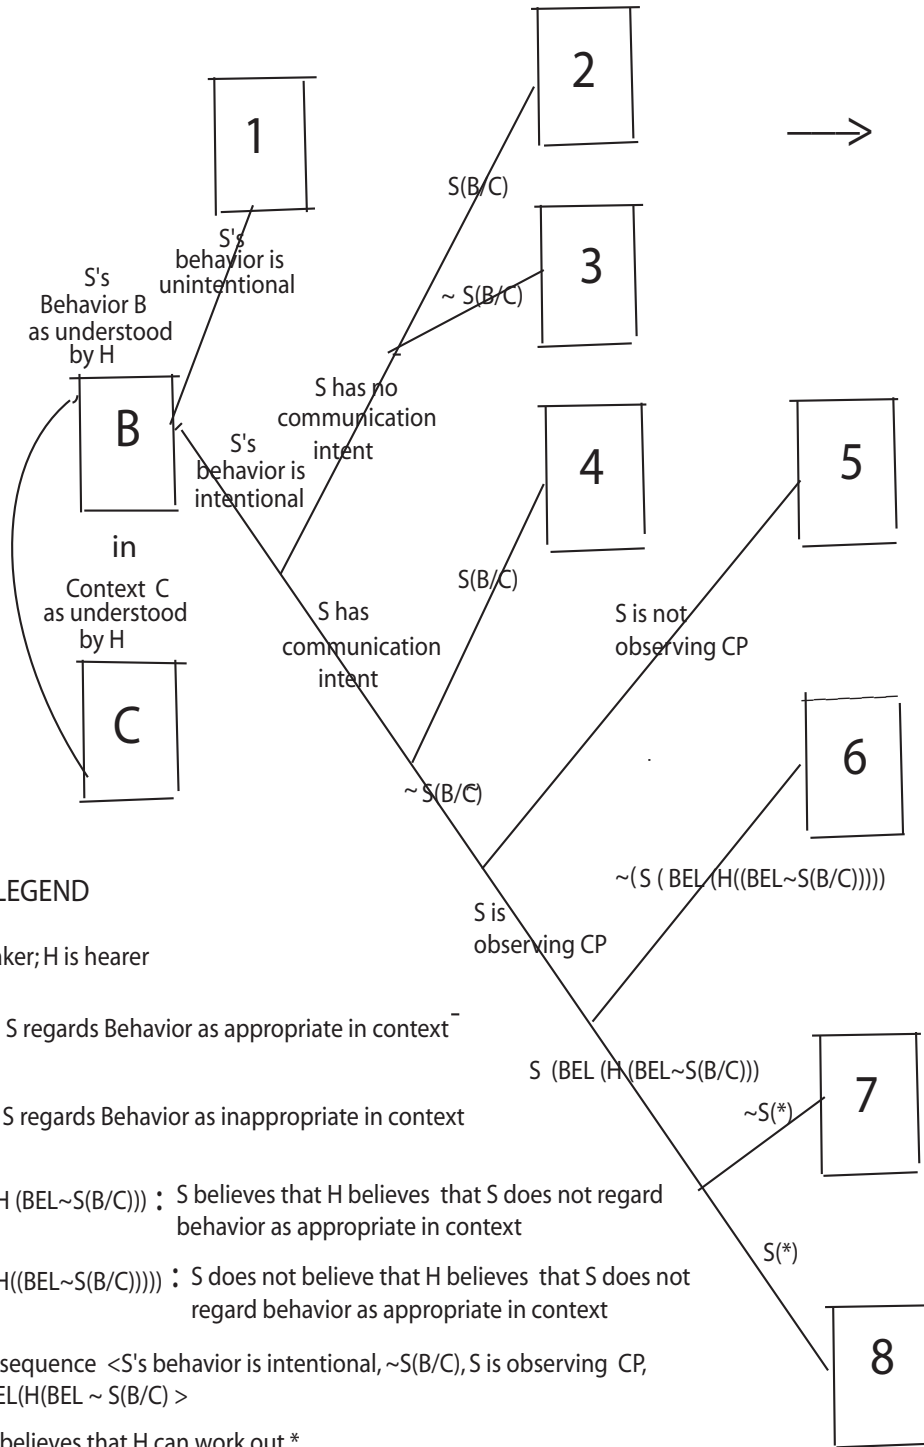 2
1
S(B/C)
S's
behavior is
unintentional
3
~ S(B/C)
S's
Behavior B
as understood
by H
B
S has no
communication
intent
S's
behavior is
intentional
4
5
in
Context C
as understood
by H
S(B/C)
S has
communication
intent
S is not
observing CP
C
6
~ S(B/C)
~(S ( BEL (H((BEL~S(B/C)))))
LEGEND
S is
observing CP
aker; H is hearer
S regards Behavior as appropriate in context
S (BEL (H (BEL~S(B/C)))
7
~S(*)
S regards Behavior as inappropriate in context
H (BEL~S(B/C))) : S believes that H believes that S does not regard
behavior as appropriate in context
S(*)
H((BEL~S(B/C))))) : S does not believe that H believes that S does not
regard behavior as appropriate in context
8
sequence <S's behavior is intentional, ~S(B/C), S is observing CP,
EL(H(BEL ~ S(B/C) >
believes that H can work out *